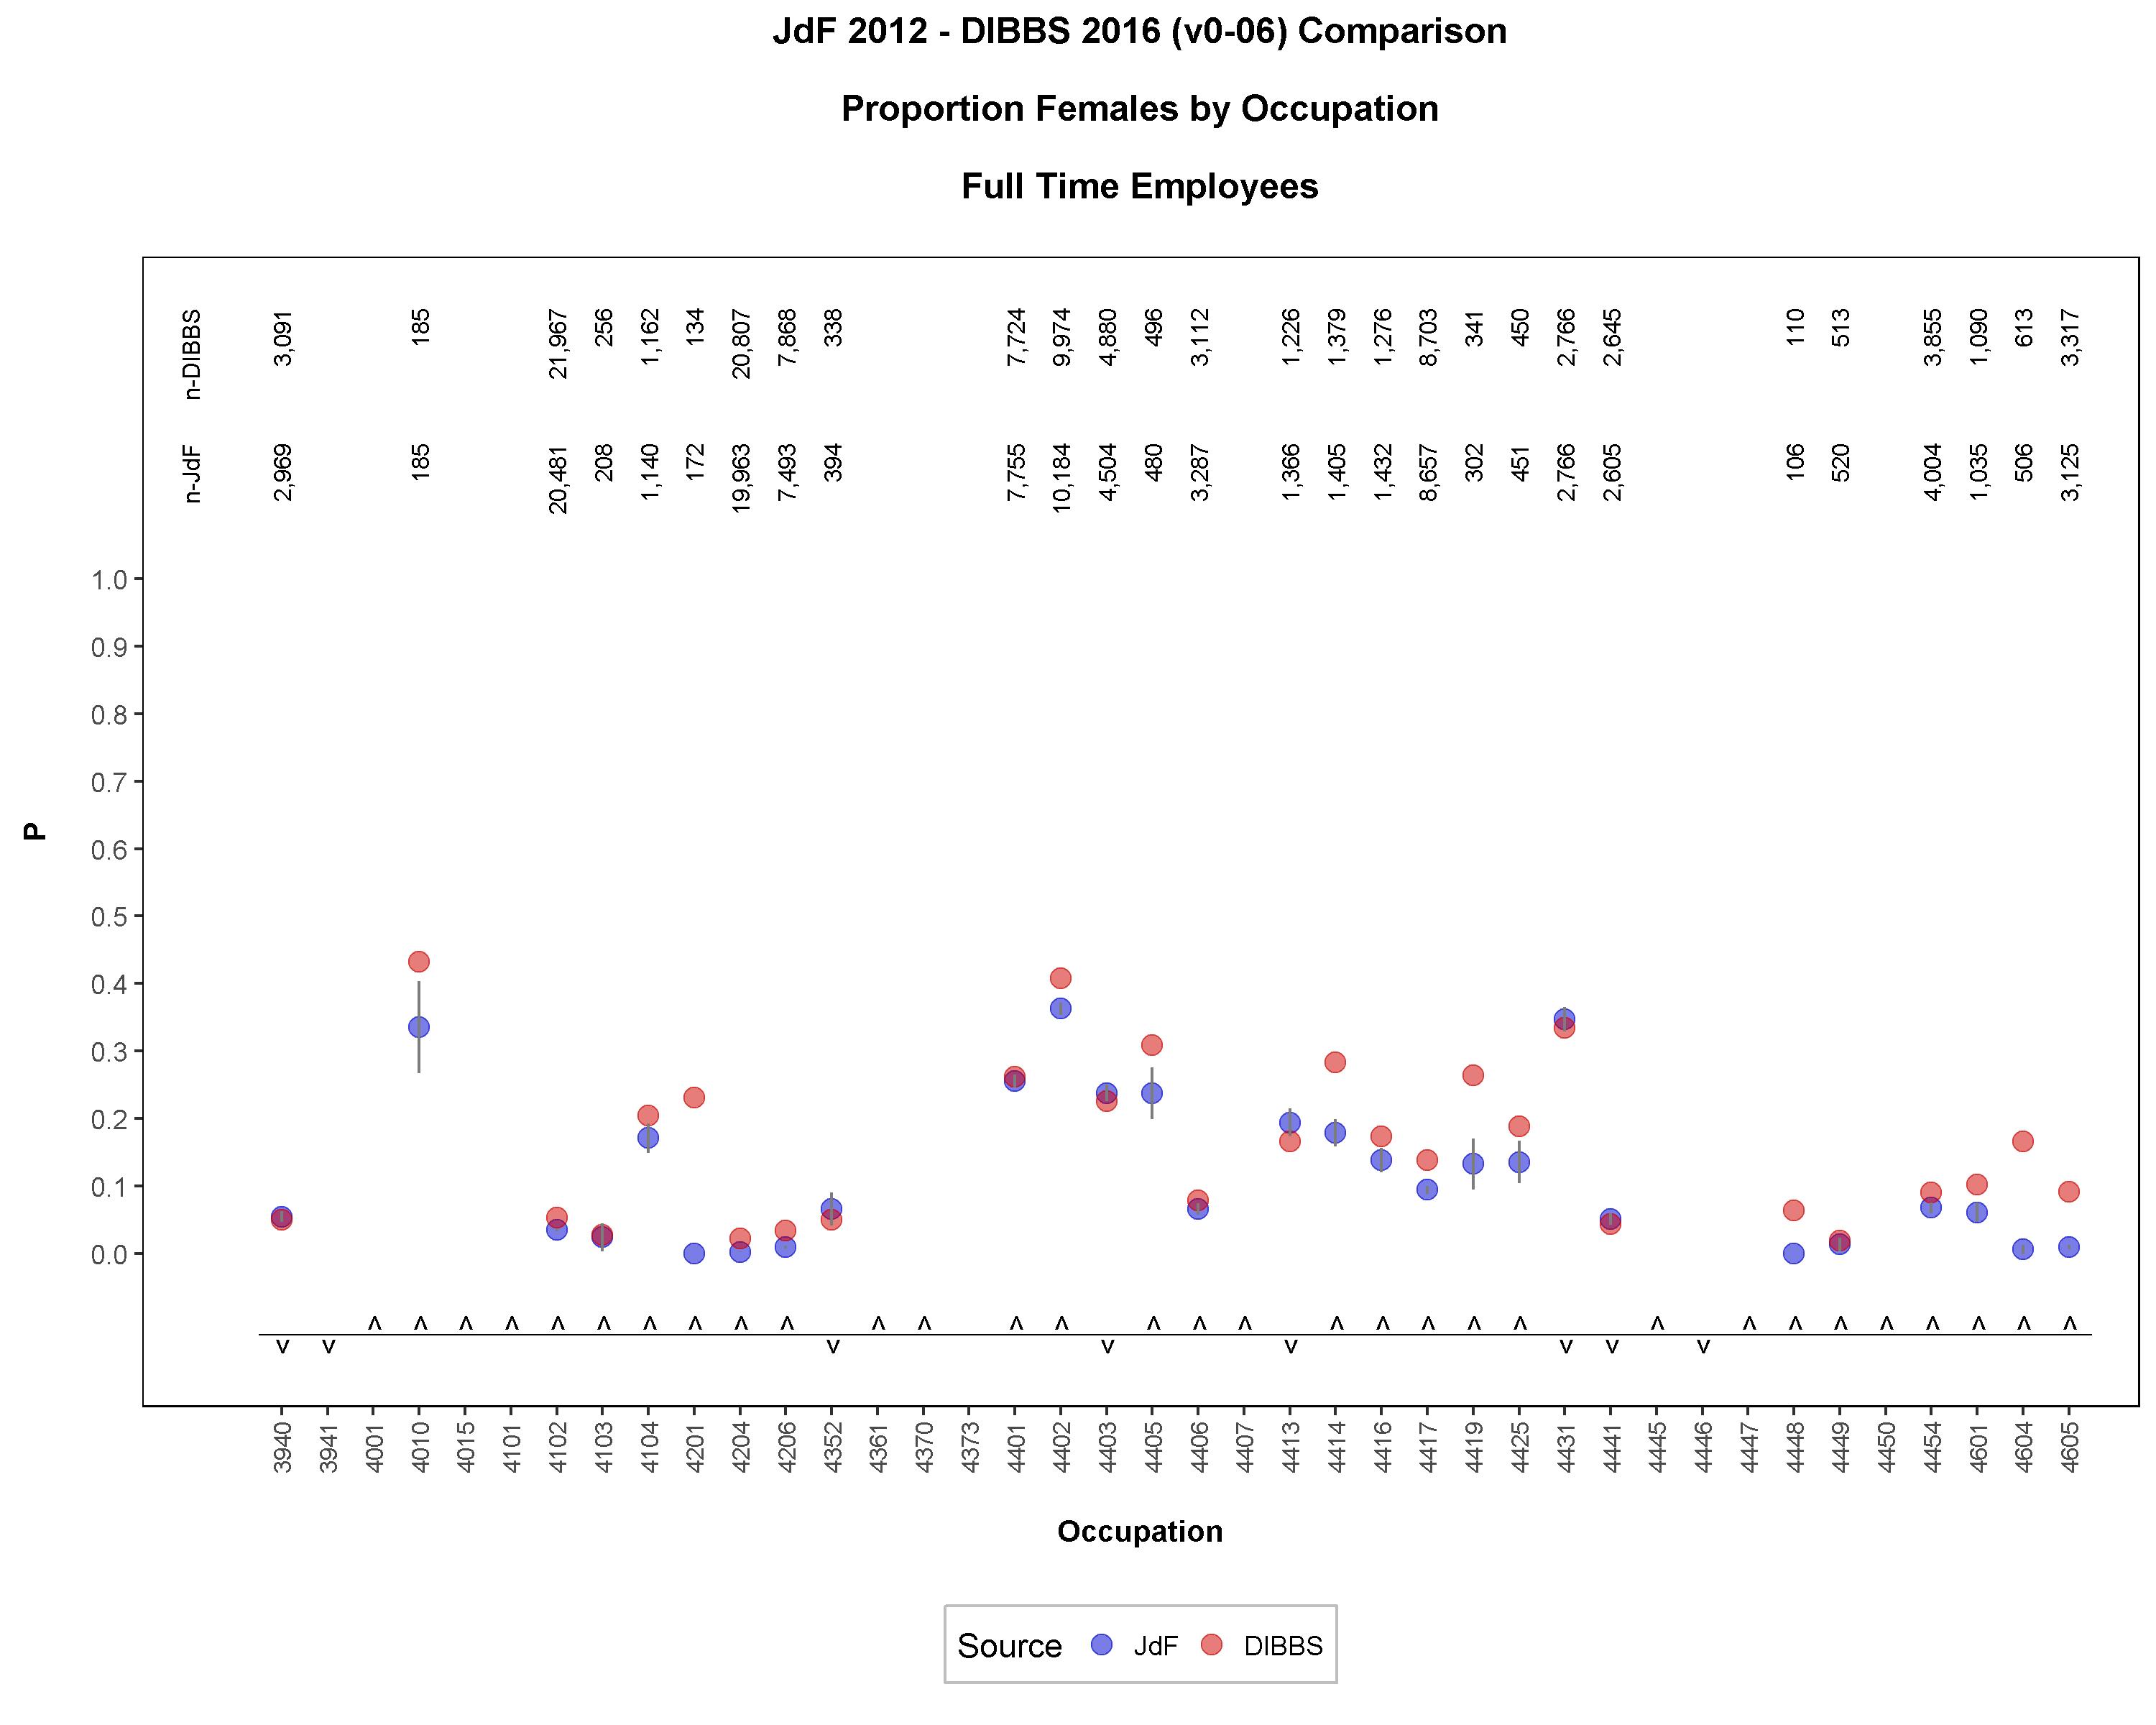 JdF 2012 - DIBBS 2016 (v0-06) Comparison
Proportion Females by Occupation
Full Time Employees
n-DIBBS 3,091 185 21,967 256 1,162 134 20,807 7,868 338 7,724 9,974 4,880 496 3,112 1,226 1,379 1,276 8,703 341 450 2,766 2,645 110 513 3,855 1,090 613 3,317
n-JdF 2,969 185 20,481 208 1,140 172 19,963 7,493 394 7,755 10,184 4,504 480 3,287 1,366 1,405 1,432 8,657 302 451 2,766 2,605 106 520 4,004 1,035 506 3,125
1.0
0.9
0.8
0.7
0.6
P
0.5
0.4
0.3
0.2
0.1
0.0
^ ^ ^ ^ ^ ^ ^ ^ ^ ^ ^ ^ ^ ^ ^ ^ ^ ^ ^ ^ ^ ^ ^ ^ ^ ^ ^ ^ ^ ^ ^
v v v v v v v v
3940 3941 4001 4010 4015 4101 4102 4103 4104 4201 4204 4206 4352 4361 4370 4373 4401 4402 4403 4405 4406 4407 4413 4414 4416 4417 4419 4425 4431 4441 4445 4446 4447 4448 4449 4450 4454 4601 4604 4605
Occupation
Source JdF DIBBS